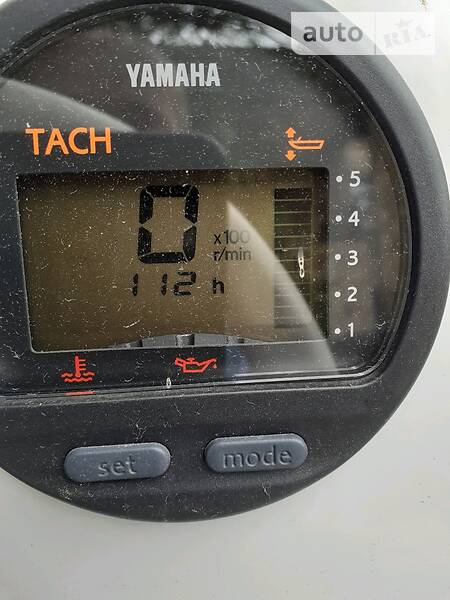 auto RIA
YAMAHA
TACH
5
0
4
x100
r/min
3
112 h
2
1
set
mode